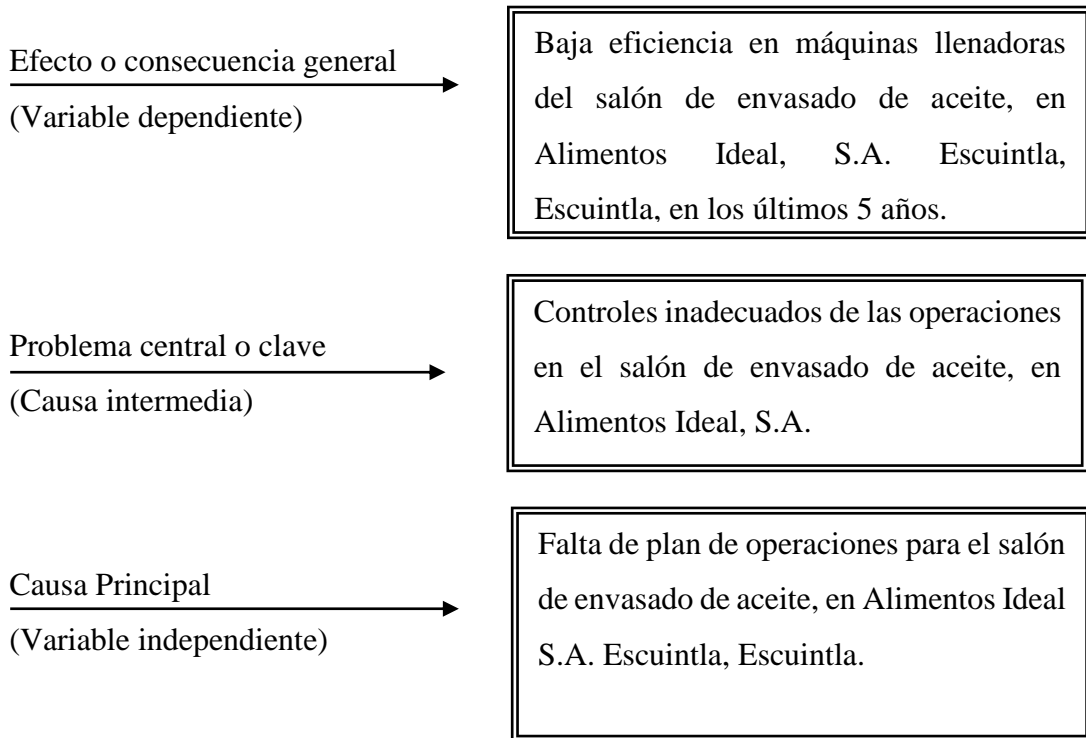 Efecto o consecuencia general
(Variable dependiente)
Baja eficiencia en máquinas llenadoras
del salón de envasado de aceite, en
Alimentos Ideal, S.A. Escuintla,
Escuintla, en los últimos 5 años.
Problema central o clave
(Causa intermedia)
Controles inadecuados de las operaciones
en el salón de envasado de aceite, en
Alimentos Ideal, S.A.
Causa Principal
(Variable independiente)
Falta de plan de operaciones para el salón
de envasado de aceite, en Alimentos Ideal
S.A. Escuintla, Escuintla.